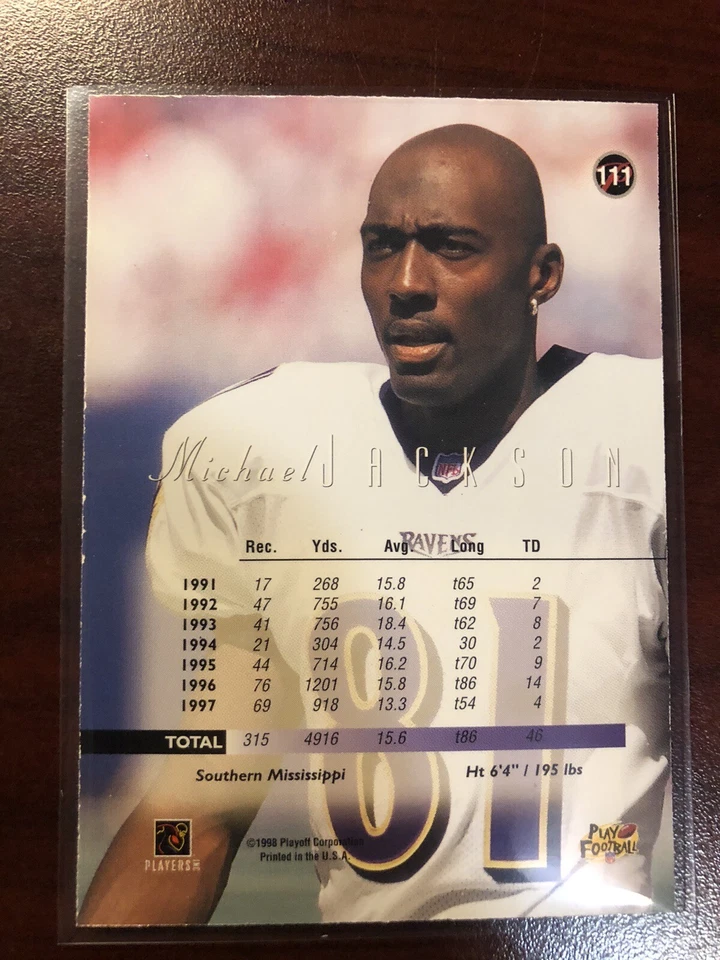 111
Michael JACKSON
NFL
RAVENS
Rec. Yds. Avg. Long TD
1991 17 268 15.8 t65 2
1992 47 755 16.1 t69 7
1993 41 756 18.4 t62 8
1994 21 304 14.5 30 2
1995 44 714 16.2 t70 9
1996 76 1201 15.8 t86 14
1997 69 918 13.3 t54 4
TOTAL 315 4916 15.6 t86 46
81
Southern Mississippi Ht 6'4" / 195 lbs
©1998 Playoff Corporation
Printed in the U.S.A.
PLAYERS INC
PLAY
FOOTBALL